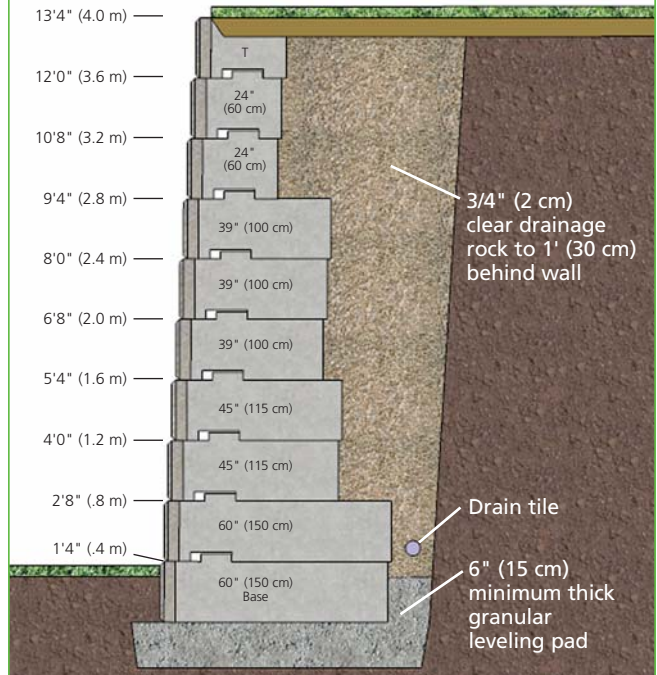 13'4" (4.0 m)
T
12'0" (3.6 m)
24"
(60 cm)
10'8" (3.2 m)
24"
(60 cm)
9'4" (2.8 m)
39" (100 cm)
3/4" (2 cm)
clear drainage
rock to 1' (30 cm)
behind wall
8'0" (2.4 m)
39" (100 cm)
6'8" (2.0 m)
39" (100 cm)
5'4" (1.6 m)
45" (115 cm)
4'0" (1.2 m)
45" (115 cm)
2'8" (.8 m)
60" (150 cm)
Drain tile
1'4" (.4 m)
60" (150 cm)
Base
6" (15 cm)
minimum thick
granular
leveling pad